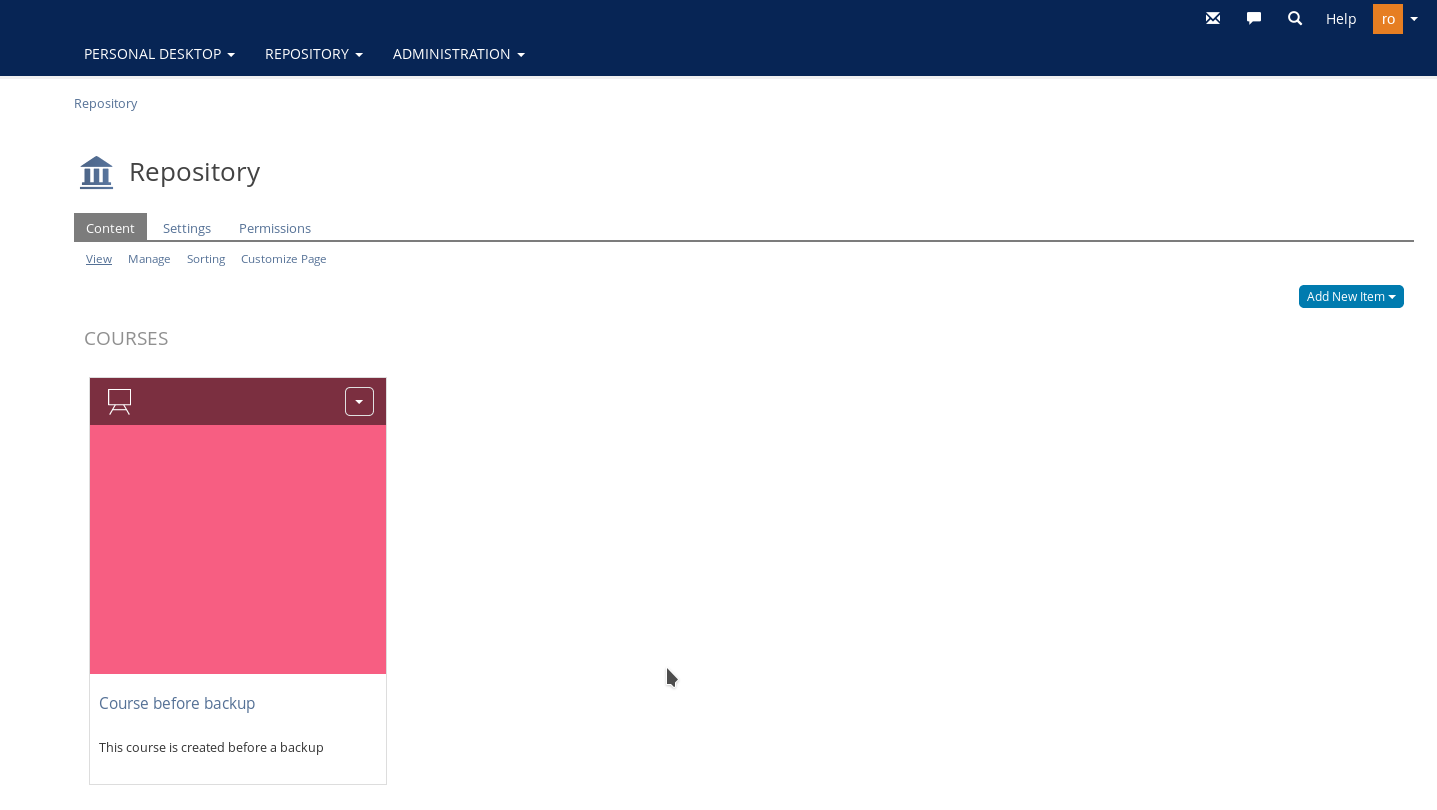 Help ro
PERSONAL DESKTOP REPOSITORY ADMINISTRATION
Repository
Repository
Content Settings Permissions
View Manage Sorting Customize Page
Add New Item
COURSES
Course before backup
This course is created before a backup